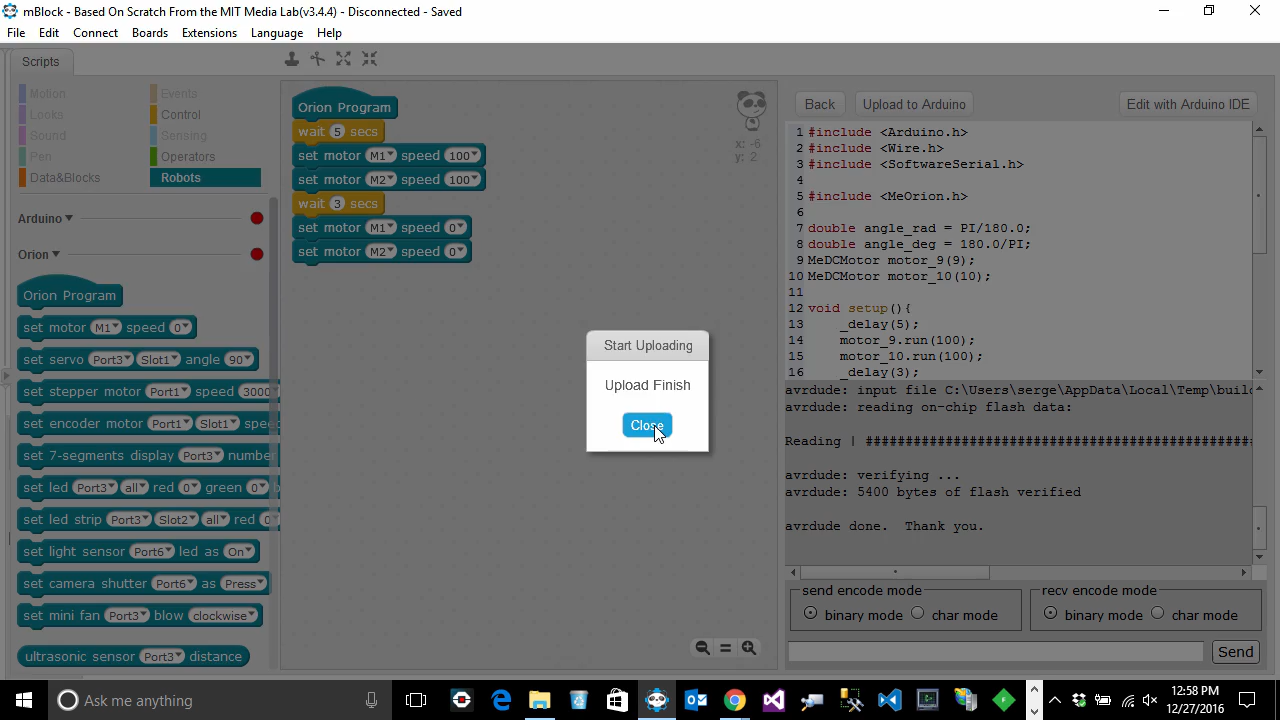 mBlock - Based On Scratch From the MIT Media Lab(v3.4.4) - Disconnected - Saved
File Edit Connect Boards Extensions Language Help
Scripts
Motion Events
Looks Control
Sound Sensing
Pen Operators
Data&Blocks Robots
Arduino
Orion
Orion Program
set motor M1 speed 0
set servo Port3 Slot1 angle 90
set stepper motor Port1 speed 3000
set encoder motor Port1 Slot1 spee
set 7-segments display Port3 number
set led Port3 all red 0 green 0 b
set led strip Port3 Slot2 all red 0
set light sensor Port6 led as On
set camera shutter Port6 as Press
set mini fan Port3 blow clockwise
ultrasonic sensor Port3 distance
Orion Program
wait 5 secs
set motor M1 speed 100
set motor M2 speed 100
wait 3 secs
set motor M1 speed 0
set motor M2 speed 0
x: -6
y: 2
Start Uploading
Upload Finish
Close
Back Upload to Arduino Edit with Arduino IDE
1 #include <Arduino.h>
2 #include <Wire.h>
3 #include <SoftwareSerial.h>
4
5 #include <MeOrion.h>
6
7 double angle_rad = PI/180.0;
8 double angle_deg = 180.0/PI;
9 MeDCMotor motor_9(9);
10 MeDCMotor motor_10(10);
11
12 void setup(){
13 _delay(5);
14 motor_9.run(100);
15 motor_10.run(100);
16 _delay(3);
avrdude: input file C:\Users\serge\AppData\Local\Temp\build
avrdude: reading on-chip flash data:
Reading | ################################################
avrdude: verifying ...
avrdude: 5400 bytes of flash verified
avrdude done.  Thank you.
send encode mode recv encode mode
binary mode char mode binary mode char mode
Send
Ask me anything
12:58 PM
12/27/2016